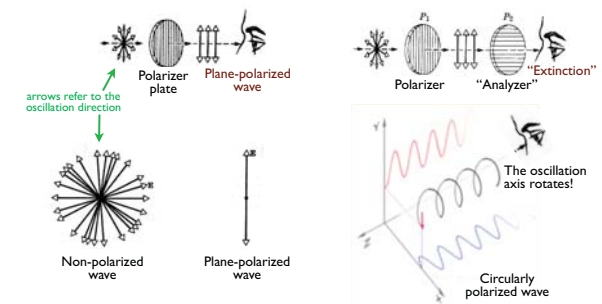 P1 P2
Polarizer
plate
Plane-polarized
wave
Polarizer
"Analyzer"
"Extinction"
arrows refer to the
oscillation direction
E
E
Non-polarized
wave
Plane-polarized
wave
Y
Z
X
The oscillation
axis rotates!
Circularly
polarized wave